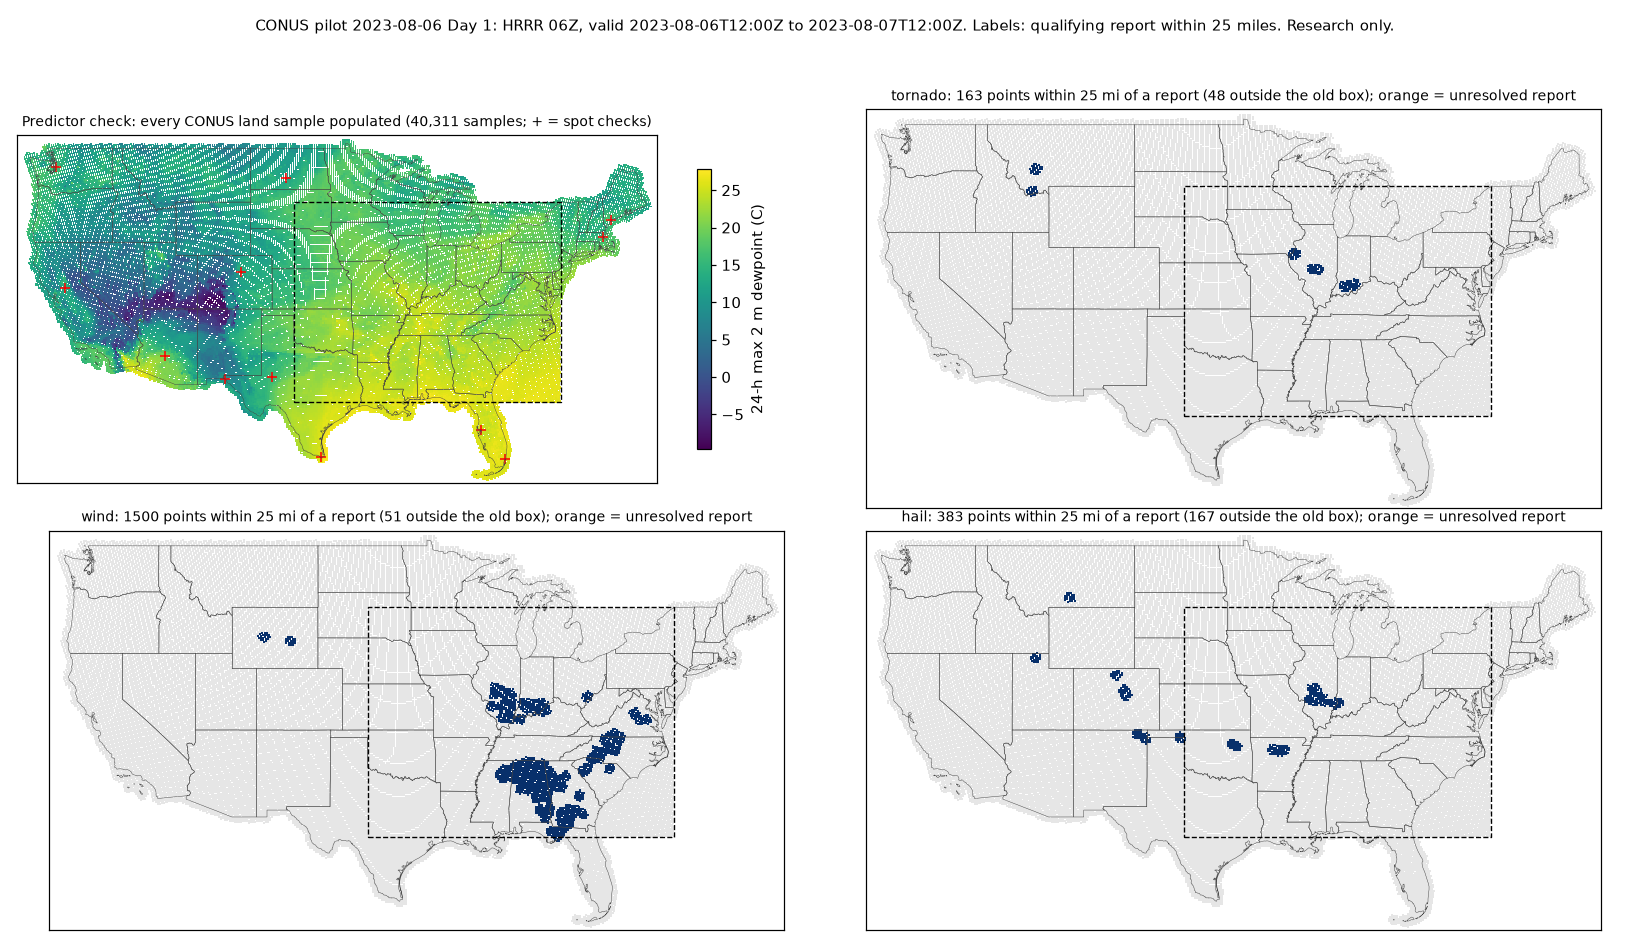 CONUS pilot 2023-08-06 Day 1: HRRR 06Z, valid 2023-08-06T12:00Z to 2023-08-07T12:00Z. Labels: qualifying report within 25 miles. Research only.
Predictor check: every CONUS land sample populated (40,311 samples; + = spot checks)
25
20
15
10
5
0
−5
24-h max 2 m dewpoint (C)
tornado: 163 points within 25 mi of a report (48 outside the old box); orange = unresolved report
wind: 1500 points within 25 mi of a report (51 outside the old box); orange = unresolved report
hail: 383 points within 25 mi of a report (167 outside the old box); orange = unresolved report